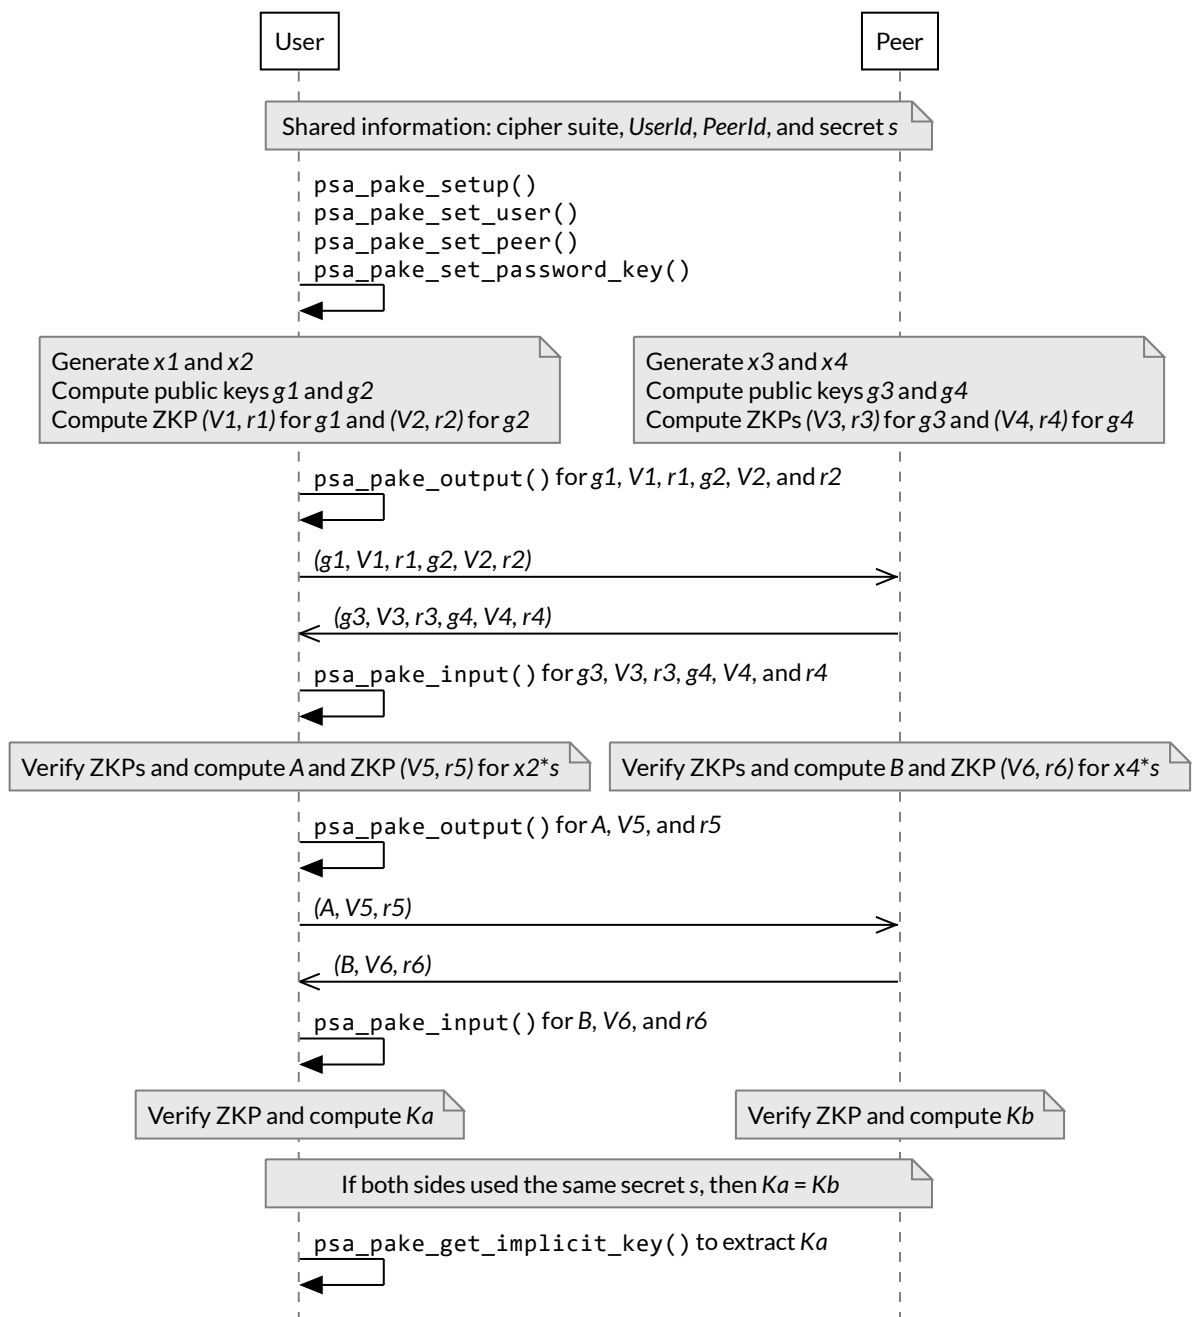 User
Peer
Shared information: cipher suite, UserId, PeerId, and secret s
psa_pake_setup()
psa_pake_set_user()
psa_pake_set_peer()
psa_pake_set_password_key()
Generate x1 and x2
Compute public keys g1 and g2
Compute ZKP (V1, r1) for g1 and (V2, r2) for g2
Generate x3 and x4
Compute public keys g3 and g4
Compute ZKPs (V3, r3) for g3 and (V4, r4) for g4
psa_pake_output() for g1, V1, r1, g2, V2, and r2
(g1, V1, r1, g2, V2, r2)
(g3, V3, r3, g4, V4, r4)
psa_pake_input() for g3, V3, r3, g4, V4, and r4
Verify ZKPs and compute A and ZKP (V5, r5) for x2*s
Verify ZKPs and compute B and ZKP (V6, r6) for x4*s
psa_pake_output() for A, V5, and r5
(A, V5, r5)
(B, V6, r6)
psa_pake_input() for B, V6, and r6
Verify ZKP and compute Ka
Verify ZKP and compute Kb
If both sides used the same secret s, then Ka = Kb
psa_pake_get_implicit_key() to extract Ka